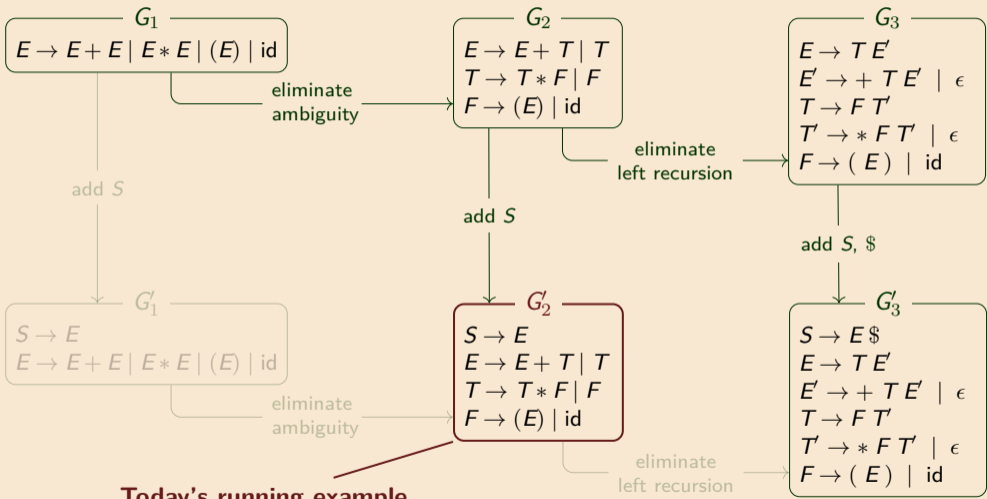 G₁
E → E + E | E * E | (E) | id
eliminate
ambiguity
G₂
E → E + T | T
T → T * F | F
F → (E) | id
eliminate
left recursion
G₃
E → T E′
E′ → + T E′ | ϵ
T → F T′
T′ → * F T′ | ϵ
F → ( E ) | id
add S
add S
add S, $
G′₁
S → E
E → E + E | E * E | (E) | id
eliminate
ambiguity
G′₂
S → E
E → E + T | T
T → T * F | F
F → (E) | id
eliminate
left recursion
G′₃
S → E $
E → T E′
E′ → + T E′ | ϵ
T → F T′
T′ → * F T′ | ϵ
F → ( E ) | id
Today's running example